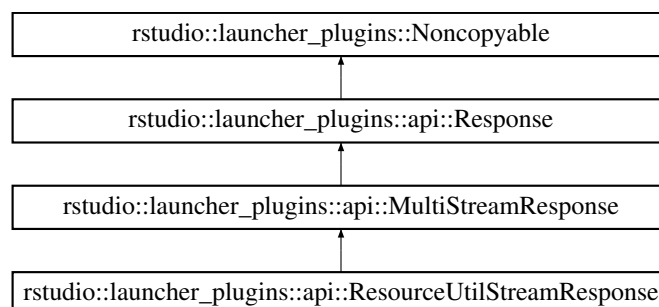 rstudio::launcher_plugins::Noncopyable
rstudio::launcher_plugins::api::Response
rstudio::launcher_plugins::api::MultiStreamResponse
rstudio::launcher_plugins::api::ResourceUtilStreamResponse